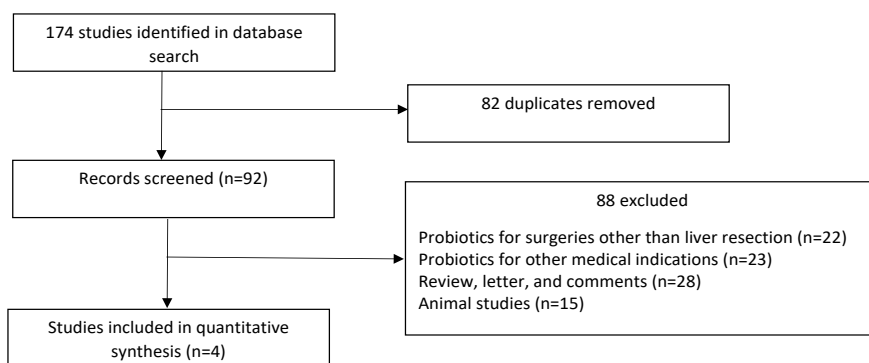 174 studies identified in database
search
82 duplicates removed
Records screened (n=92)
88 excluded
Probiotics for surgeries other than liver resection (n=22)
Probiotics for other medical indications (n=23)
Review, letter, and comments (n=28)
Animal studies (n=15)
Studies included in quantitative
synthesis (n=4)